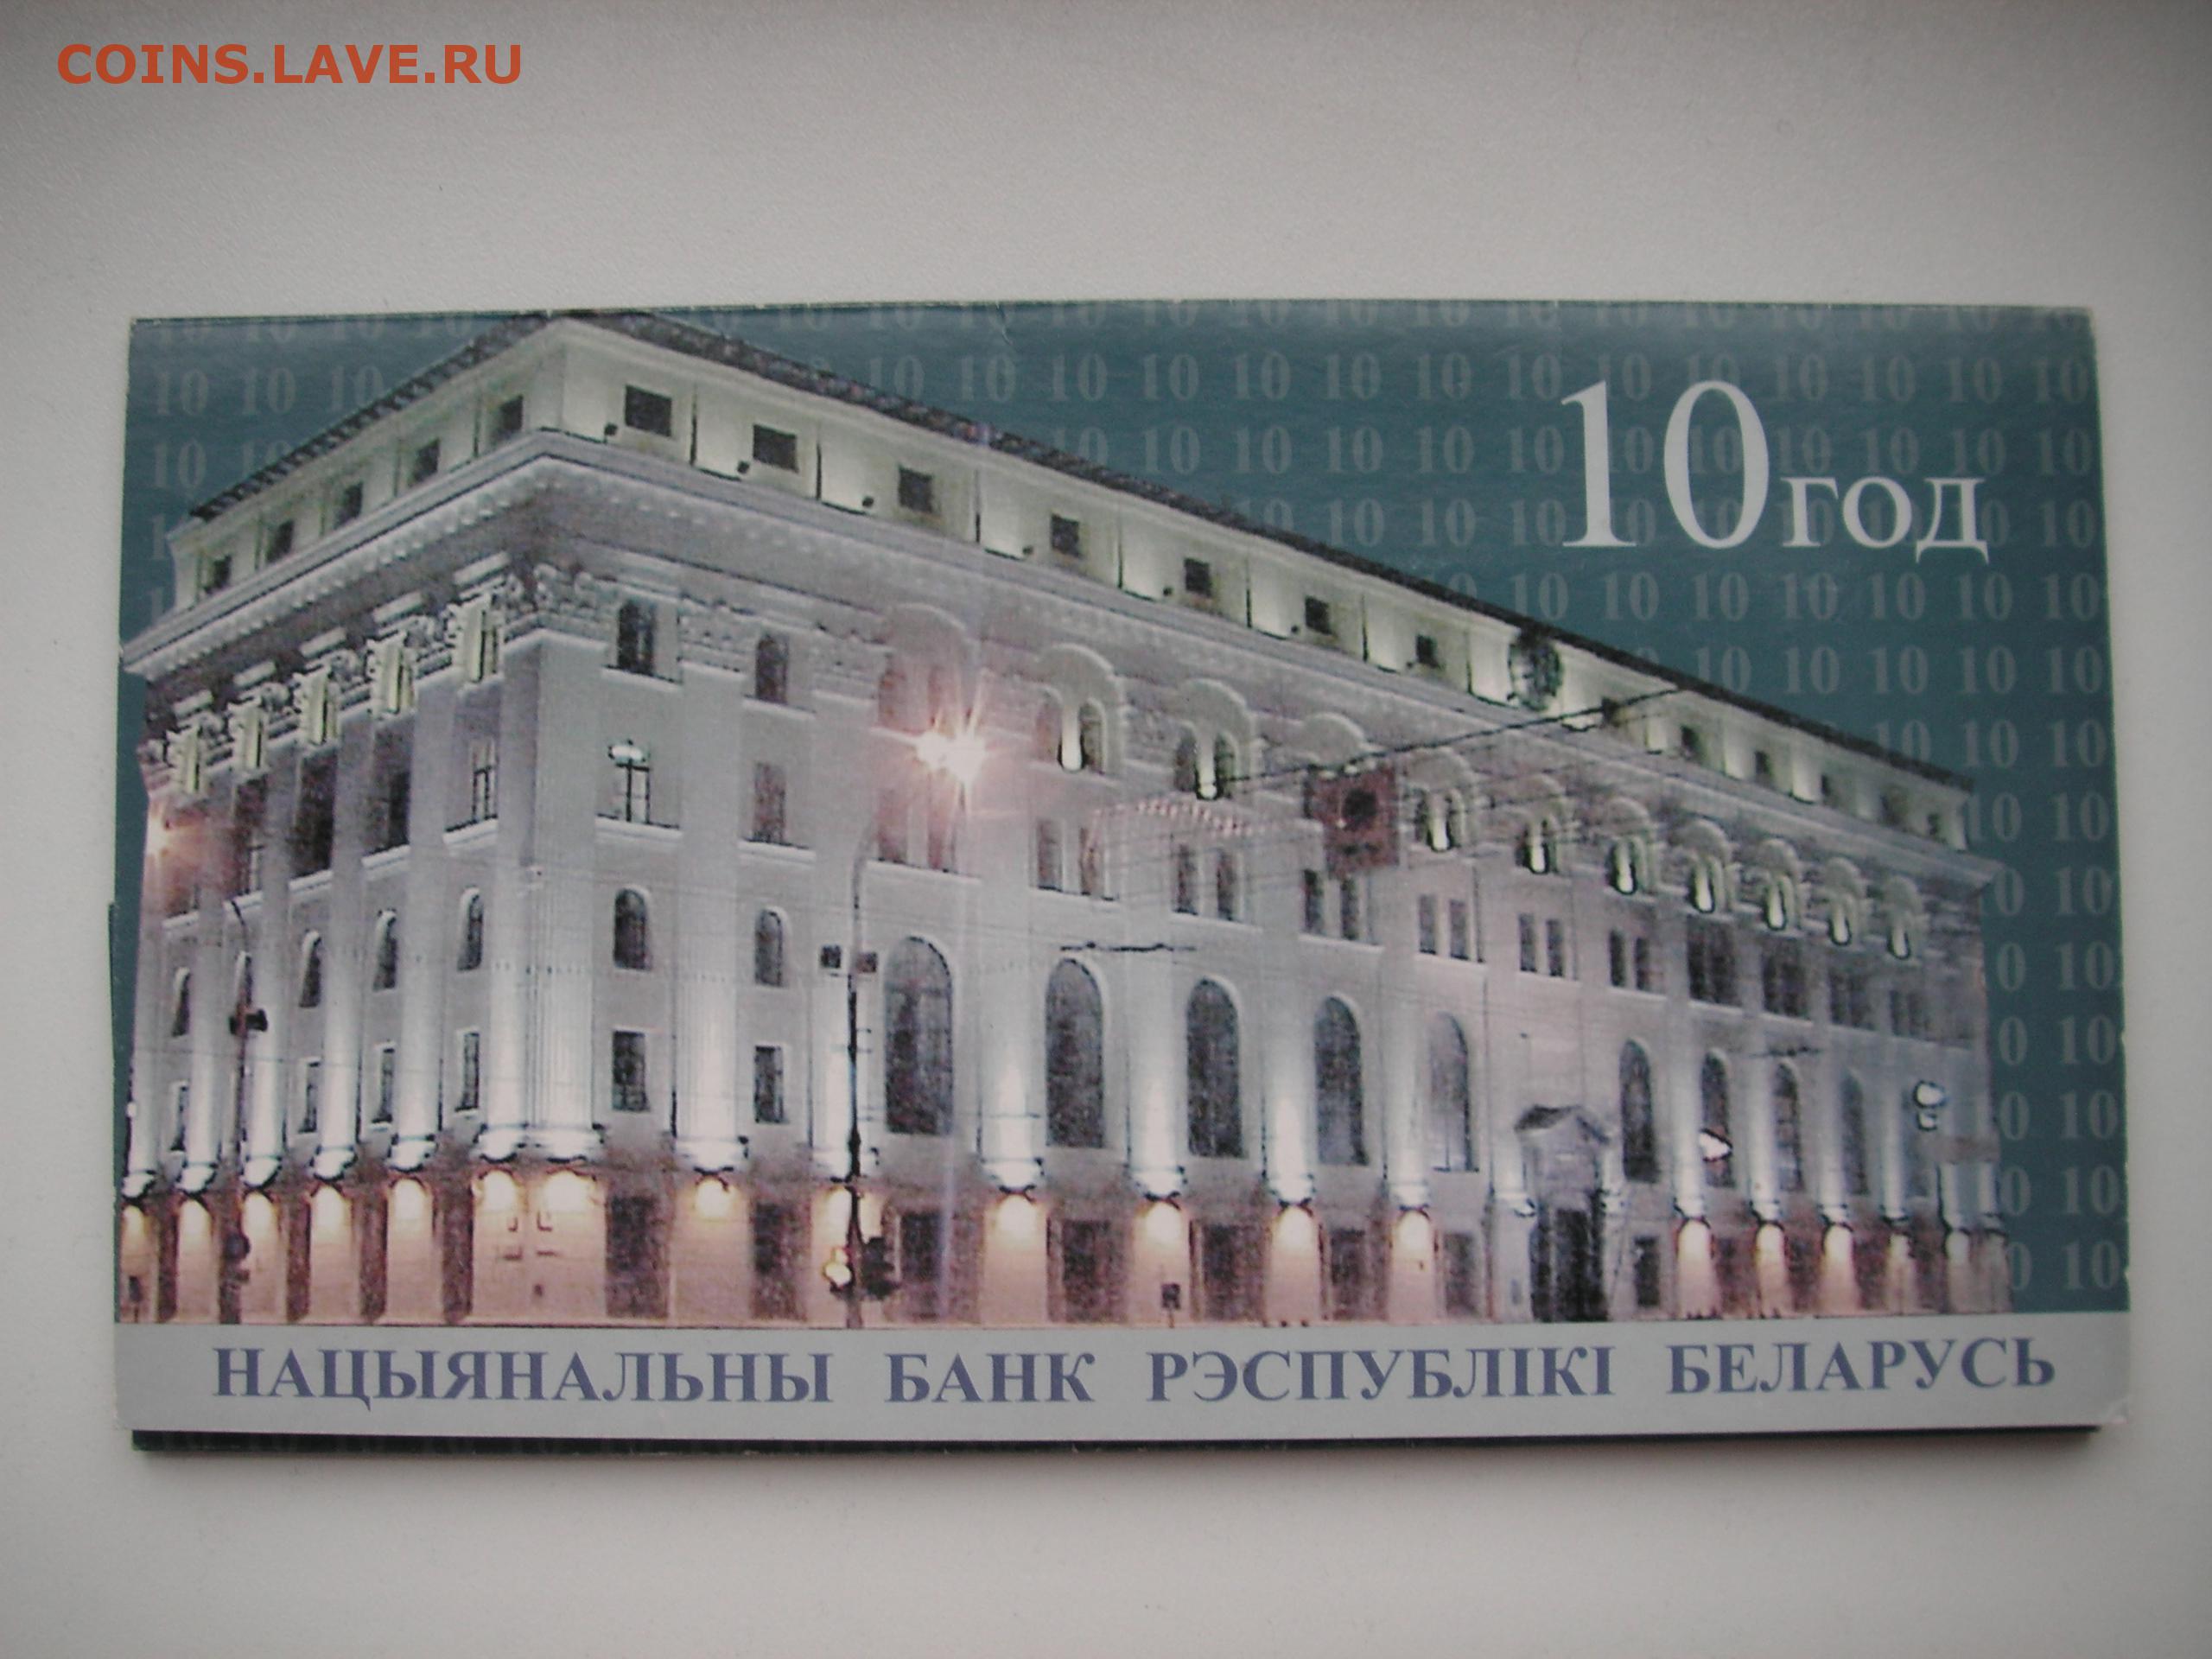 COINS.LAVE.RU
10 год
НАЦЫЯНАЛЬНЫ БАНК РЭСПУБЛІКІ БЕЛАРУСЬ